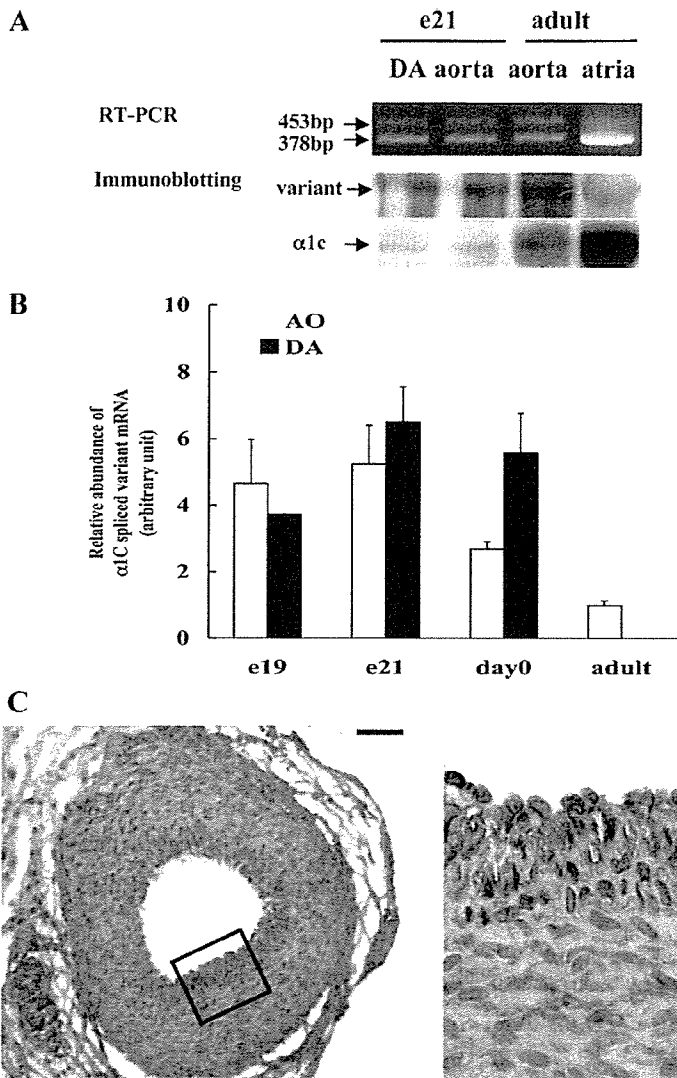 A
e21 adult
DA aorta aorta atria
RT-PCR
453bp
378bp
Immunoblotting
variant
α1c
B
10
8
6
4
2
0
AO
DA
Relative abundance of
α1C spliced variant mRNA
(arbitrary unit)
e19 e21 day0 adult
C